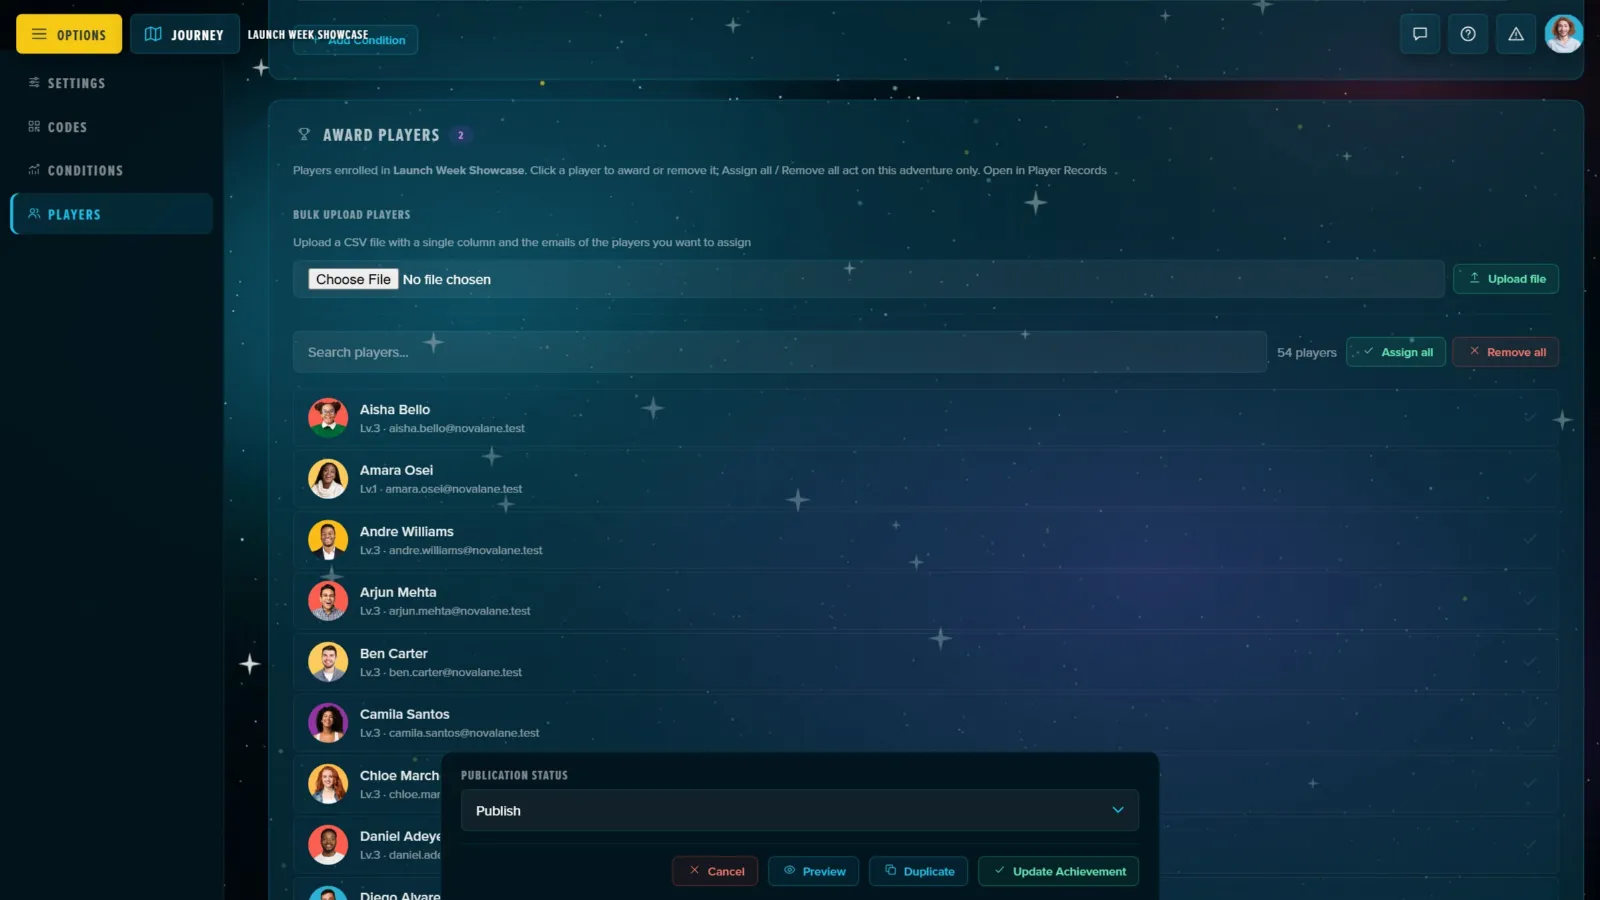 OPTIONS
JOURNEY
LAUNCH WEEK SHOWCASE
Add Condition
SETTINGS
CODES
CONDITIONS
PLAYERS
AWARD PLAYERS 2
Players enrolled in Launch Week Showcase. Click a player to award or remove it; Assign all / Remove all act on this adventure only. Open in Player Records
BULK UPLOAD PLAYERS
Upload a CSV file with a single column and the emails of the players you want to assign
Choose File No file chosen
Upload file
Search players...
54 players
Assign all
Remove all
Aisha Bello
Lv.3 · aisha.bello@novalane.test
Amara Osei
Lv.1 · amara.osei@novalane.test
Andre Williams
Lv.3 · andre.williams@novalane.test
Arjun Mehta
Lv.3 · arjun.mehta@novalane.test
Ben Carter
Lv.3 · ben.carter@novalane.test
Camila Santos
Lv.3 · camila.santos@novalane.test
Chloe March
Lv.3 · chloe.mar
Daniel Adeye
Lv.3 · daniel.ade
Diego Alvare
PUBLICATION STATUS
Publish
Cancel
Preview
Duplicate
Update Achievement